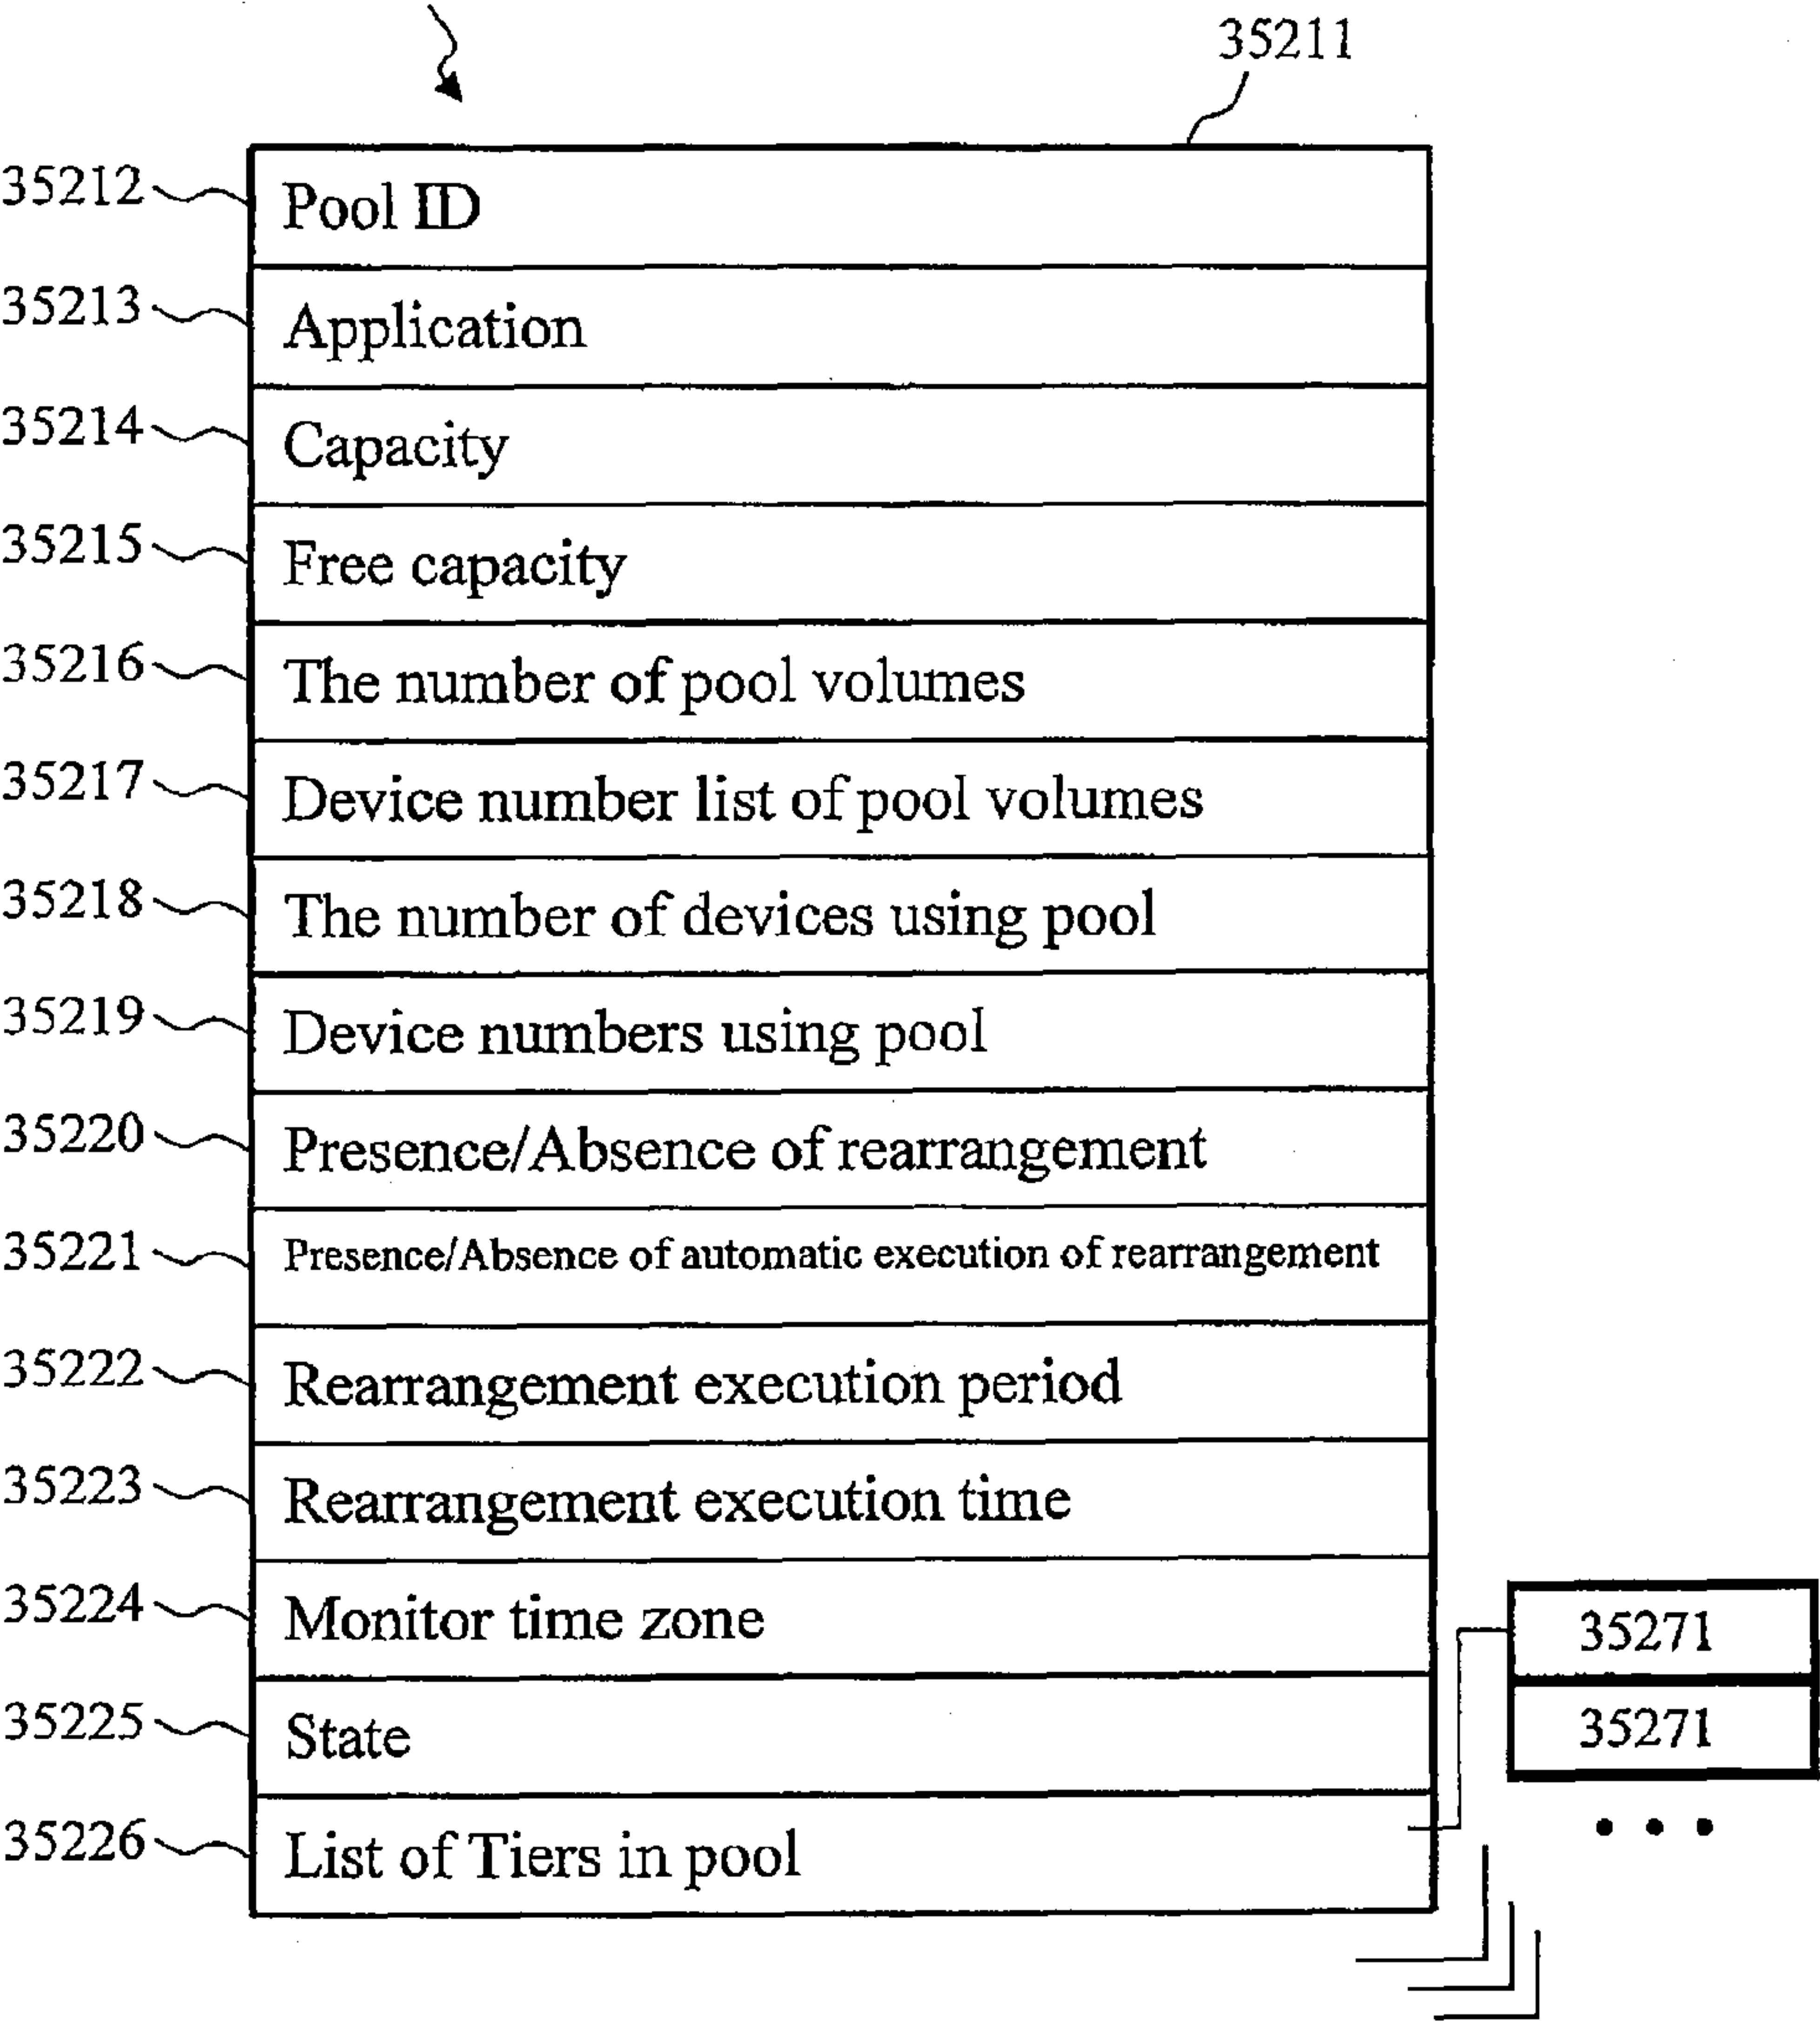 35211
35212 Pool ID
35213 Application
35214 Capacity
35215 Free capacity
35216 The number of pool volumes
35217 Device number list of pool volumes
35218 The number of devices using pool
35219 Device numbers using pool
35220 Presence/Absence of rearrangement
35221 Presence/Absence of automatic execution of rearrangement
35222 Rearrangement execution period
35223 Rearrangement execution time
35224 Monitor time zone
35271
35225 State
35271
35226 List of Tiers in pool
• • •